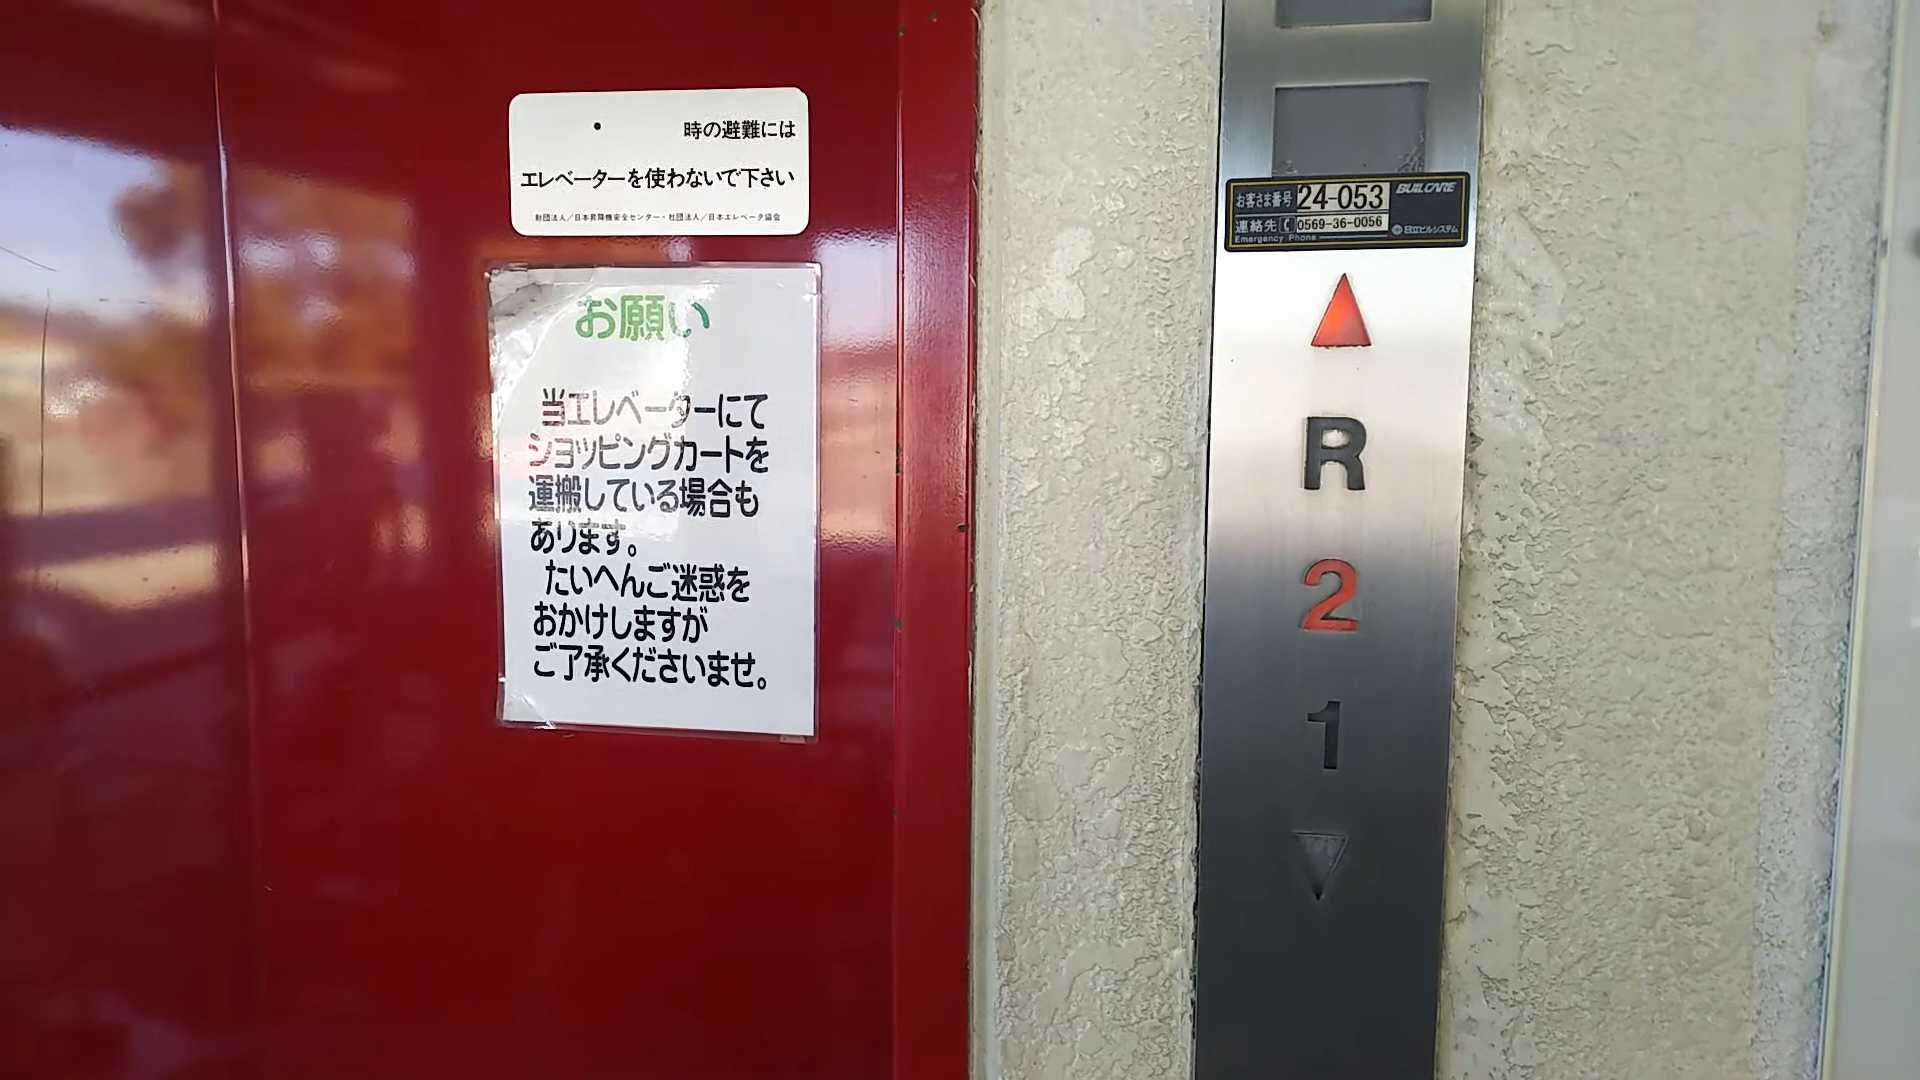 ・ 時の避難には
エレベーターを使わないで下さい
財団法人／日本昇降機安全センター・社団法人／日本エレベータ協会
お願い
当エレベーターにて
ショッピングカートを
運搬している場合も
あります。
たいへんご迷惑を
おかけしますが
ご了承くださいませ。
お客さま番号 24-053 BUILCARE
連絡先 0569-36-0056 日立ビルシステム
Emergency Phone
R
2
1